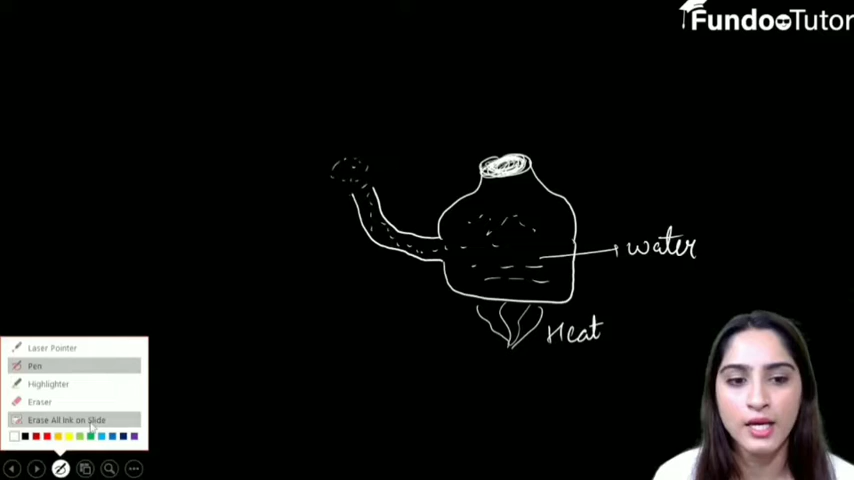 FundooTutor
water
Heat
Laser Pointer
Pen
Highlighter
Eraser
Erase All Ink on Slide